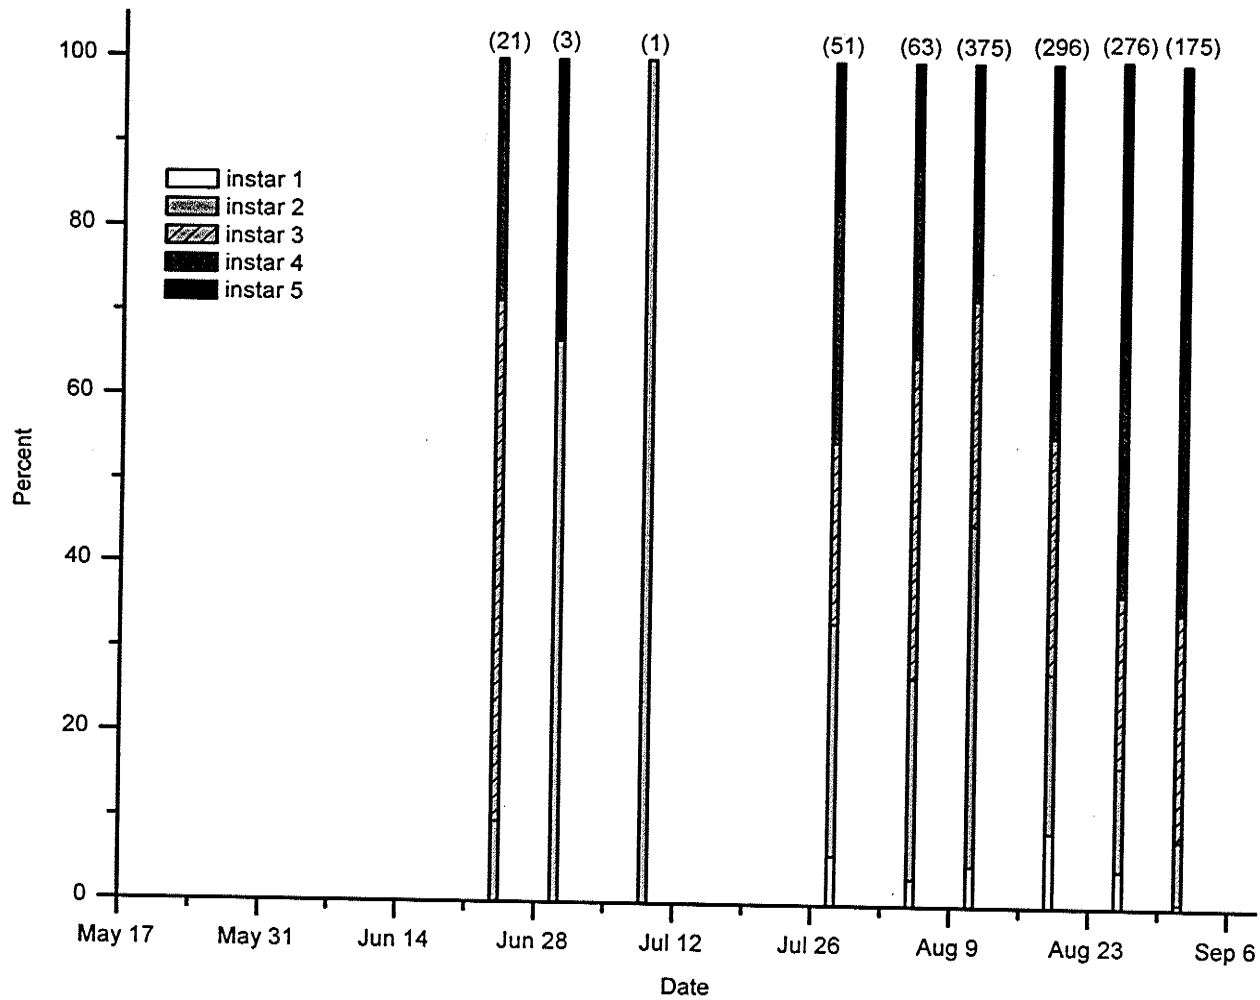 (21) (3) (1) (51) (63) (375) (296) (276) (175)
100
instar 1
instar 2
80
instar 3
instar 4
instar 5
60
Percent
40
20
0
May 17 May 31 Jun 14 Jun 28 Jul 12 Jul 26 Aug 9 Aug 23 Sep 6
Date